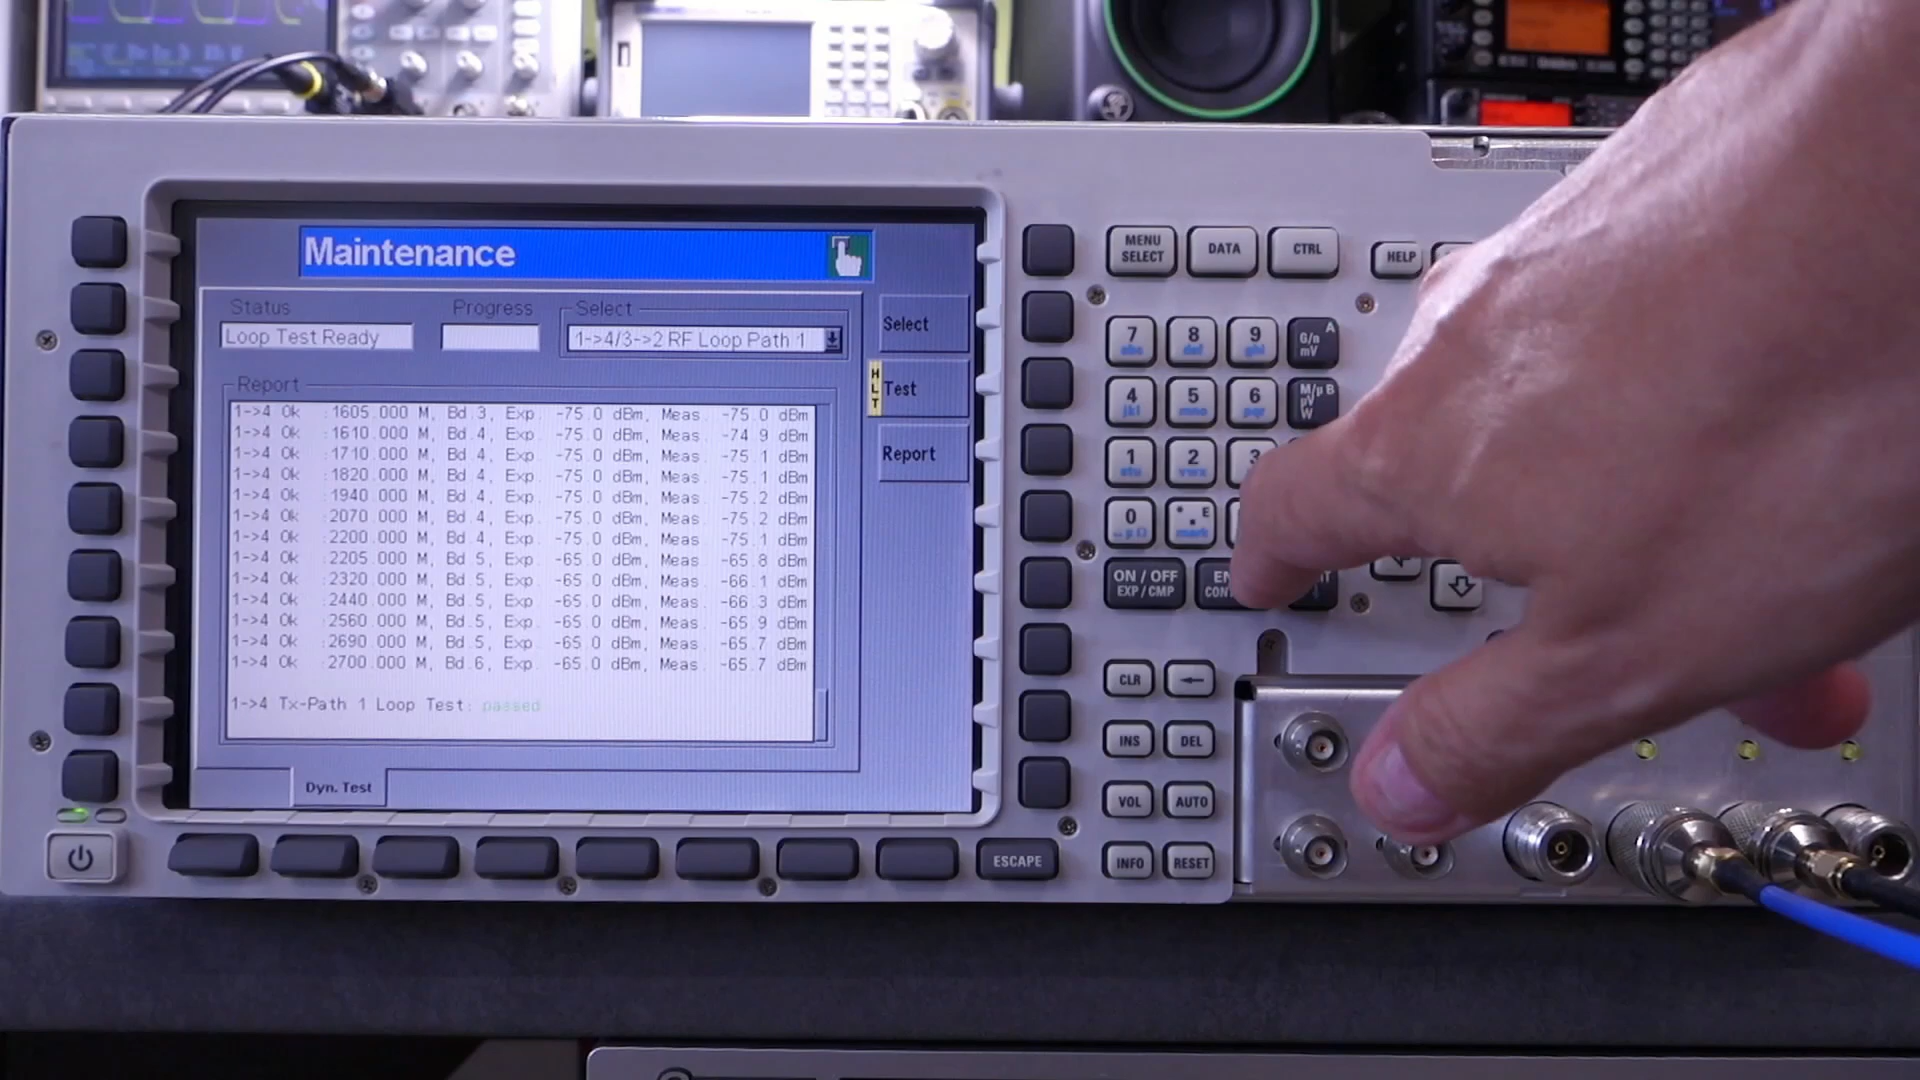 Maintenance
Status
Progress
Select
Loop Test Ready
1->4/3->2 RF Loop Path 1
Report
1->4 Ok :1605.000 M, Bd.3, Exp. -75.0 dBm, Meas. -75.0 dBm
1->4 Ok :1610.000 M, Bd.4, Exp. -75.0 dBm, Meas. -74.9 dBm
1->4 Ok :1710.000 M, Bd.4, Exp. -75.0 dBm, Meas. -75.1 dBm
1->4 Ok :1820.000 M, Bd.4, Exp. -75.0 dBm, Meas. -75.1 dBm
1->4 Ok :1940.000 M, Bd.4, Exp. -75.0 dBm, Meas. -75.2 dBm
1->4 Ok :2070.000 M, Bd.4, Exp. -75.0 dBm, Meas. -75.2 dBm
1->4 Ok :2200.000 M, Bd.4, Exp. -75.0 dBm, Meas. -75.1 dBm
1->4 Ok :2205.000 M, Bd.5, Exp. -65.0 dBm, Meas. -65.8 dBm
1->4 Ok :2320.000 M, Bd.5, Exp. -65.0 dBm, Meas. -66.1 dBm
1->4 Ok :2440.000 M, Bd.5, Exp. -65.0 dBm, Meas. -66.3 dBm
1->4 Ok :2560.000 M, Bd.5, Exp. -65.0 dBm, Meas. -65.9 dBm
1->4 Ok :2690.000 M, Bd.5, Exp. -65.0 dBm, Meas. -65.7 dBm
1->4 Ok :2700.000 M, Bd.6, Exp. -65.0 dBm, Meas. -65.7 dBm
1->4 Tx-Path 1 Loop Test: passed
Dyn. Test
Select
HLT
Test
Report
ESCAPE
MENU SELECT
DATA
CTRL
HELP
7 abc
8 def
9 ghi
A G/n mV
4 jkl
5 mno
6 pqr
M/µ B µV W
1 stu
2 vwx
3
0
. E mark
ON / OFF EXP / CMP
CLR
INS
DEL
VOL
AUTO
INFO
RESET